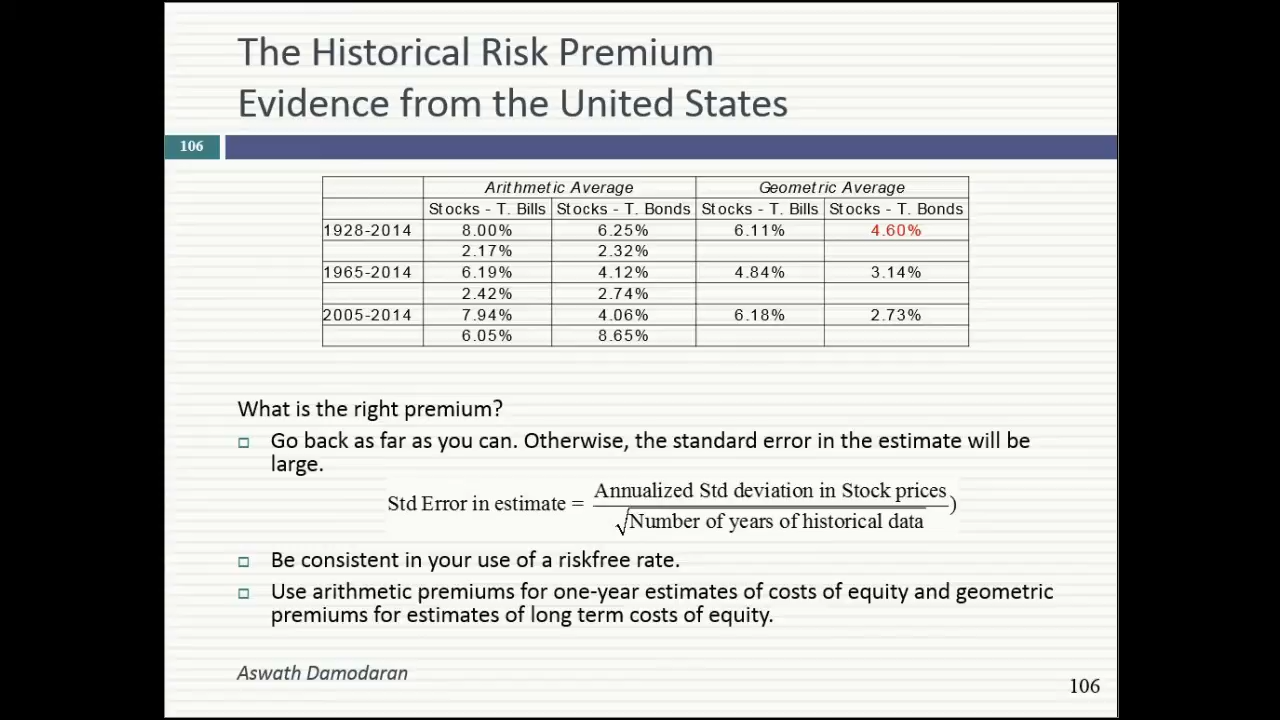 The Historical Risk Premium
Evidence from the United States
106
Arithmetic Average Geometric Average
Stocks - T. Bills Stocks - T. Bonds Stocks - T. Bills Stocks - T. Bonds
1928-2014 8.00% 6.25% 6.11% 4.60%
2.17% 2.32%
1965-2014 6.19% 4.12% 4.84% 3.14%
2.42% 2.74%
2005-2014 7.94% 4.06% 6.18% 2.73%
6.05% 8.65%
What is the right premium?
Go back as far as you can. Otherwise, the standard error in the estimate will be
large.
Std Error in estimate = Annualized Std deviation in Stock prices
√Number of years of historical data )
Be consistent in your use of a riskfree rate.
Use arithmetic premiums for one-year estimates of costs of equity and geometric
premiums for estimates of long term costs of equity.
Aswath Damodaran
106